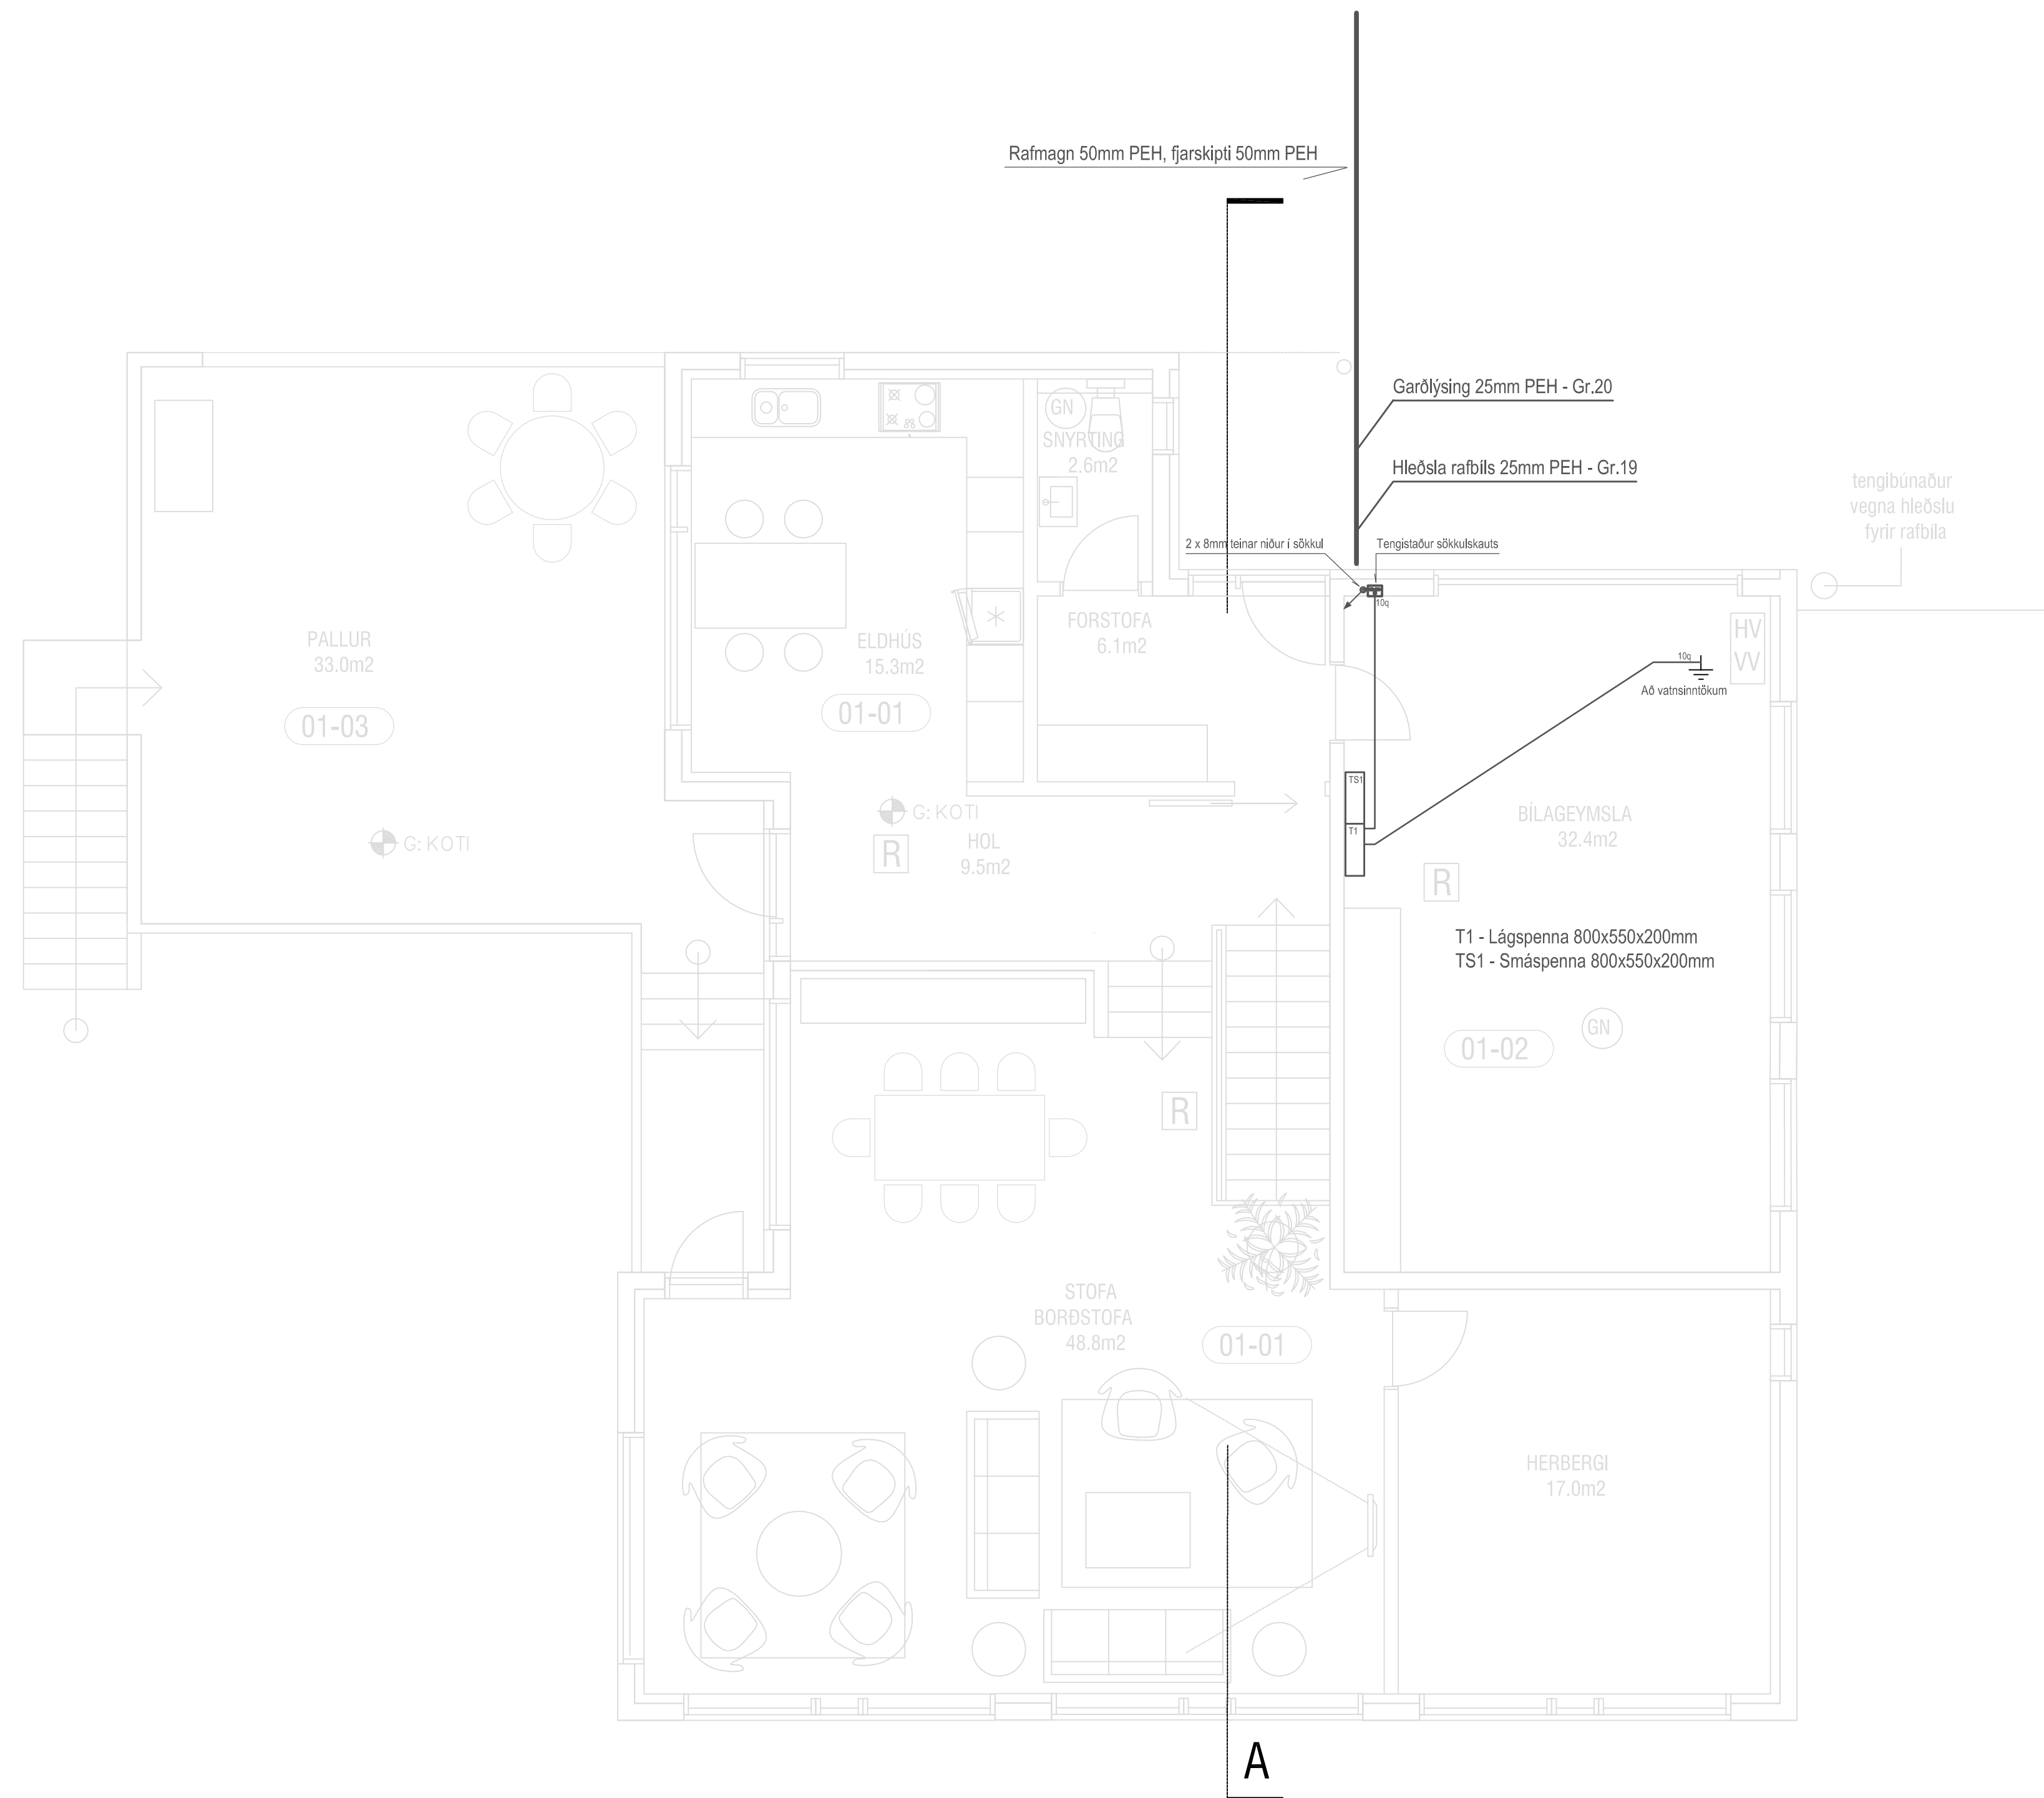 Rafmagn 50mm PEH, fjarskipti 50mm PEH
Garðlýsing 25mm PEH - Gr.20
Hleðsla rafbíls 25mm PEH - Gr.19
2 x 8mm teinar niður í sökkul
Tengistaður sökkulskauts
10q
tengibúnaður
vegna hleðslu
fyrir rafbíla
GN
SNYRTING
2.6m2
PALLUR
33.0m2
01-03
G: KOTI
ELDHÚS
15.3m2
01-01
FORSTOFA
6.1m2
G: KOTI
R
HOL
9.5m2
HV
VV
10q
Að vatnsinntökum
TS1
T1
BÍLAGEYMSLA
32.4m2
R
T1 - Lágspenna 800x550x200mm
TS1 - Smáspenna 800x550x200mm
GN
01-02
R
STOFA
BORÐSTOFA
48.8m2
01-01
HERBERGI
17.0m2
A